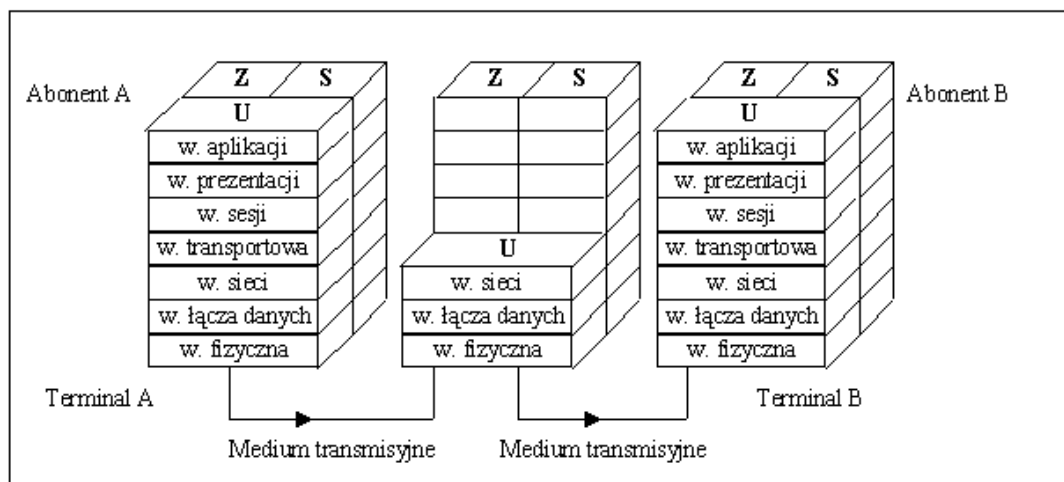 Abonent A
Z S
U
w. aplikacji
w. prezentacji
w. sesji
w. transportowa
w. sieci
w. łącza danych
w. fizyczna
Terminal A
Z S
U
w. sieci
w. łącza danych
w. fizyczna
Z S
U
w. aplikacji
w. prezentacji
w. sesji
w. transportowa
w. sieci
w. łącza danych
w. fizyczna
Abonent B
Terminal B
Medium transmisyjne
Medium transmisyjne